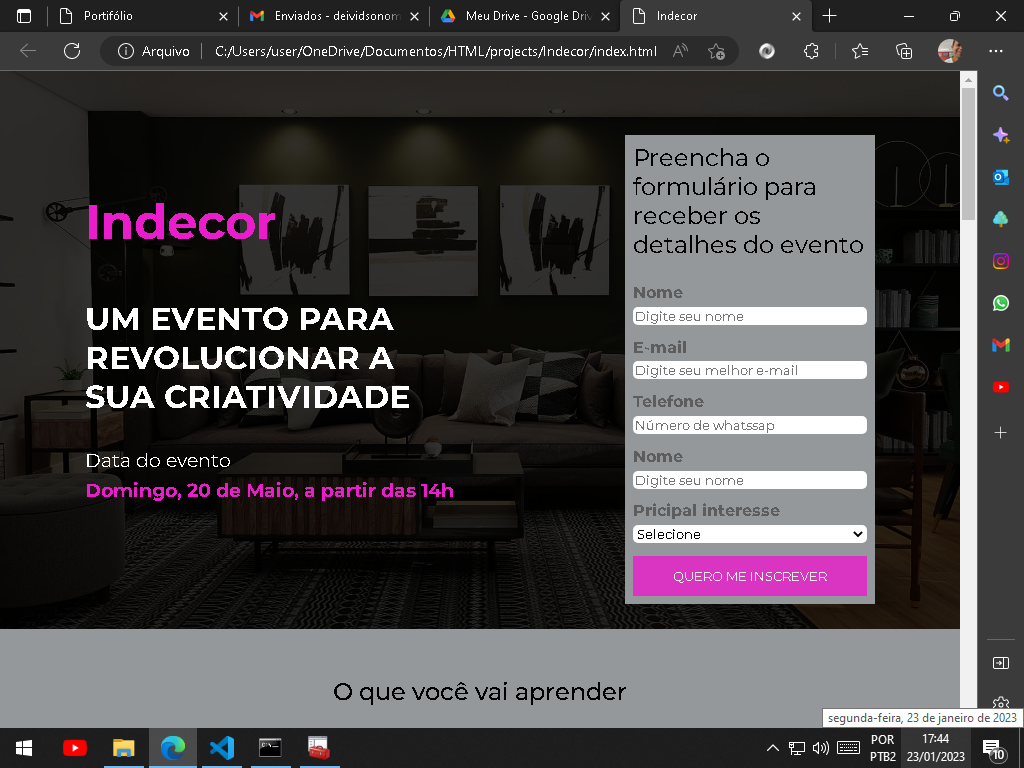 Portifólio
Enviados - deividsonom
Meu Drive - Google Driv
Indecor
Arquivo
C:/Users/user/OneDrive/Documentos/HTML/projects/Indecor/index.html
Indecor
UM EVENTO PARA
REVOLUCIONAR A
SUA CRIATIVIDADE
Data do evento
Domingo, 20 de Maio, a partir das 14h
Preencha o
formulário para
receber os
detalhes do evento
Nome
Digite seu nome
E-mail
Digite seu melhor e-mail
Telefone
Número de whatssap
Nome
Digite seu nome
Pricipal interesse
Selecione
QUERO ME INSCREVER
O que você vai aprender
segunda-feira, 23 de janeiro de 2023
POR
PTB2
17:44
23/01/2023
10